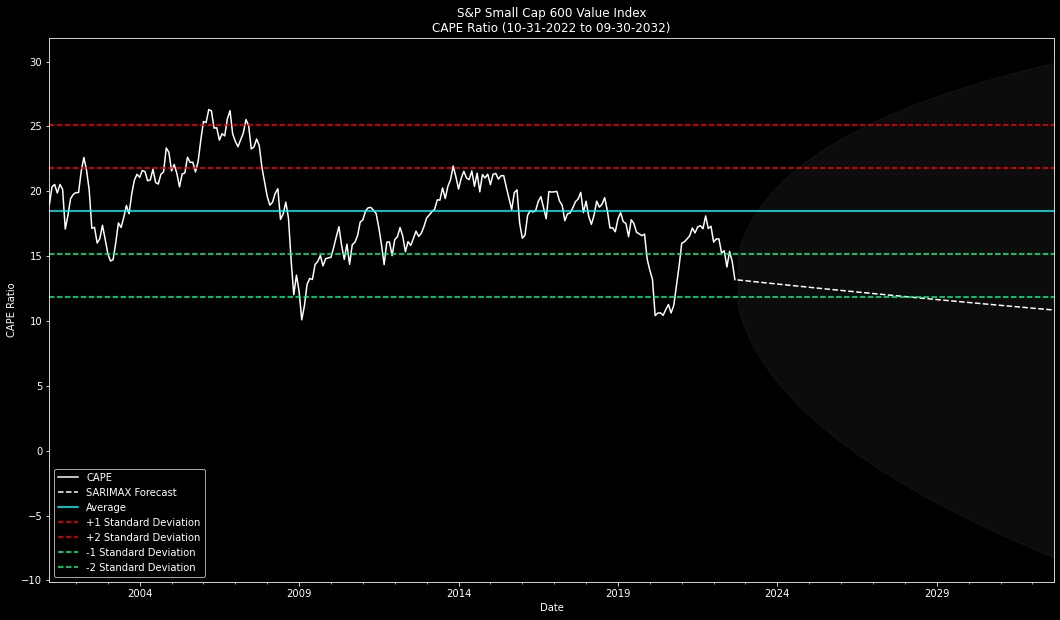 S&P Small Cap 600 Value Index
CAPE Ratio (10-31-2022 to 09-30-2032)
30
25
20
15
10
5
0
−5
−10
CAPE Ratio
CAPE
SARIMAX Forecast
Average
+1 Standard Deviation
+2 Standard Deviation
-1 Standard Deviation
-2 Standard Deviation
2004 2009 2014 2019 2024 2029
Date